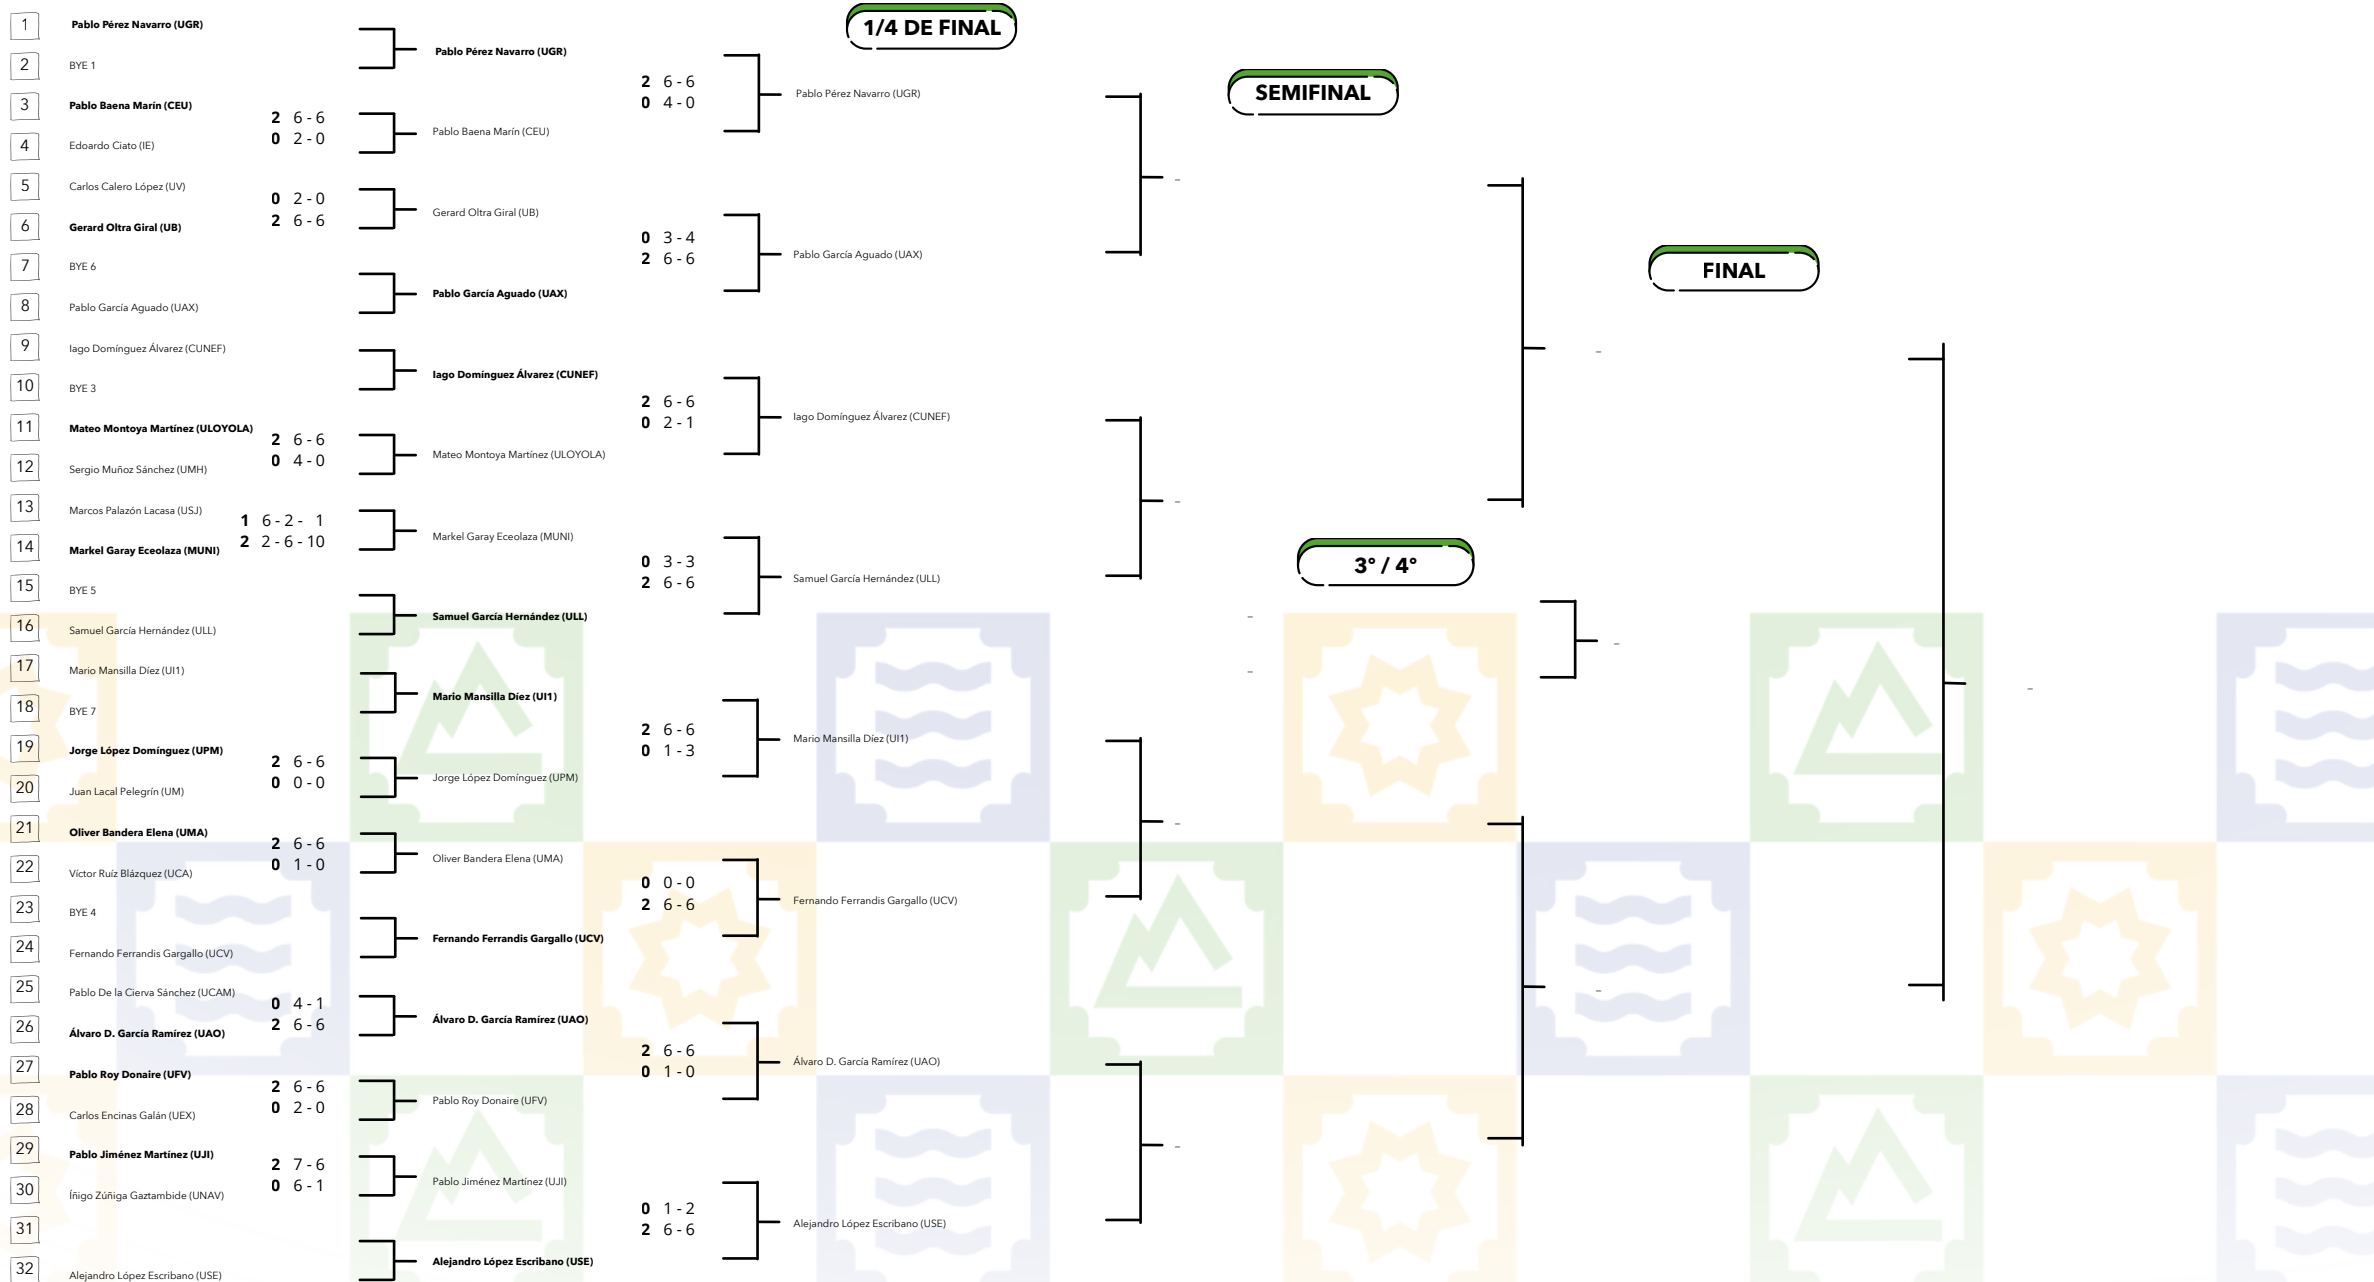 1/4 DE FINAL
SEMIFINAL
FINAL
3º / 4º
1 Pablo Pérez Navarro (UGR)
2 BYE 1
3 Pablo Baena Marín (CEU) 2 6 - 6
4 Edoardo Ciato (IE) 0 2 - 0
5 Carlos Calero López (UV) 0 2 - 0
6 Gerard Oltra Giral (UB) 2 6 - 6
7 BYE 6
8 Pablo García Aguado (UAX)
9 Iago Domínguez Álvarez (CUNEF)
10 BYE 3
11 Mateo Montoya Martínez (ULOYOLA) 2 6 - 6
12 Sergio Muñoz Sánchez (UMH) 0 4 - 0
13 Marcos Palazón Lacasa (USJ) 1 6 - 2 - 1
14 Markel Garay Eceolaza (MUNI) 2 2 - 6 - 10
15 BYE 5
16 Samuel García Hernández (ULL)
17 Mario Mansilla Díez (UI1)
18 BYE 7
19 Jorge López Domínguez (UPM) 2 6 - 6
20 Juan Lacal Pelegrín (UM) 0 0 - 0
21 Oliver Bandera Elena (UMA) 2 6 - 6
22 Víctor Ruíz Blázquez (UCA) 0 1 - 0
23 BYE 4
24 Fernando Ferrandis Gargallo (UCV)
25 Pablo De la Cierva Sánchez (UCAM) 0 4 - 1
26 Álvaro D. García Ramírez (UAO) 2 6 - 6
27 Pablo Roy Donaire (UFV) 2 6 - 6
28 Carlos Encinas Galán (UEX) 0 2 - 0
29 Pablo Jiménez Martínez (UJI) 2 7 - 6
30 Íñigo Zúñiga Gaztambide (UNAV) 0 6 - 1
31
32 Alejandro López Escribano (USE)
Pablo Pérez Navarro (UGR) 2 6 - 6
Pablo Baena Marín (CEU) 0 4 - 0
Gerard Oltra Giral (UB) 0 3 - 4
Pablo García Aguado (UAX) 2 6 - 6
Iago Domínguez Álvarez (CUNEF) 2 6 - 6
Mateo Montoya Martínez (ULOYOLA) 0 2 - 1
Markel Garay Eceolaza (MUNI) 0 3 - 3
Samuel García Hernández (ULL) 2 6 - 6
Mario Mansilla Díez (UI1) 2 6 - 6
Jorge López Domínguez (UPM) 0 1 - 3
Oliver Bandera Elena (UMA) 0 0 - 0
Fernando Ferrandis Gargallo (UCV) 2 6 - 6
Álvaro D. García Ramírez (UAO) 2 6 - 6
Pablo Roy Donaire (UFV) 0 1 - 0
Pablo Jiménez Martínez (UJI) 0 1 - 2
Alejandro López Escribano (USE) 2 6 - 6
Pablo Pérez Navarro (UGR)
Pablo García Aguado (UAX)
Iago Domínguez Álvarez (CUNEF)
Samuel García Hernández (ULL)
Mario Mansilla Díez (UI1)
Fernando Ferrandis Gargallo (UCV)
Álvaro D. García Ramírez (UAO)
Alejandro López Escribano (USE)